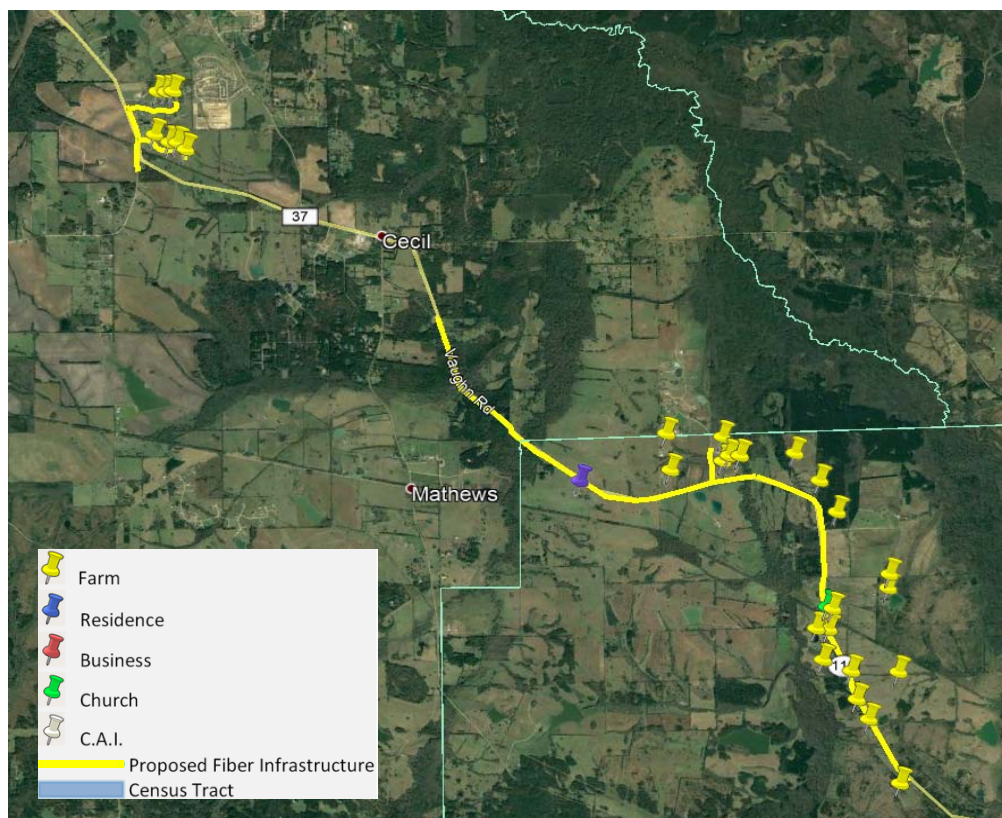 37
Cecil
Vaughn Rd
Mathews
Farm
Residence
Business
Church
C.A.I.
Proposed Fiber Infrastructure
Census Tract